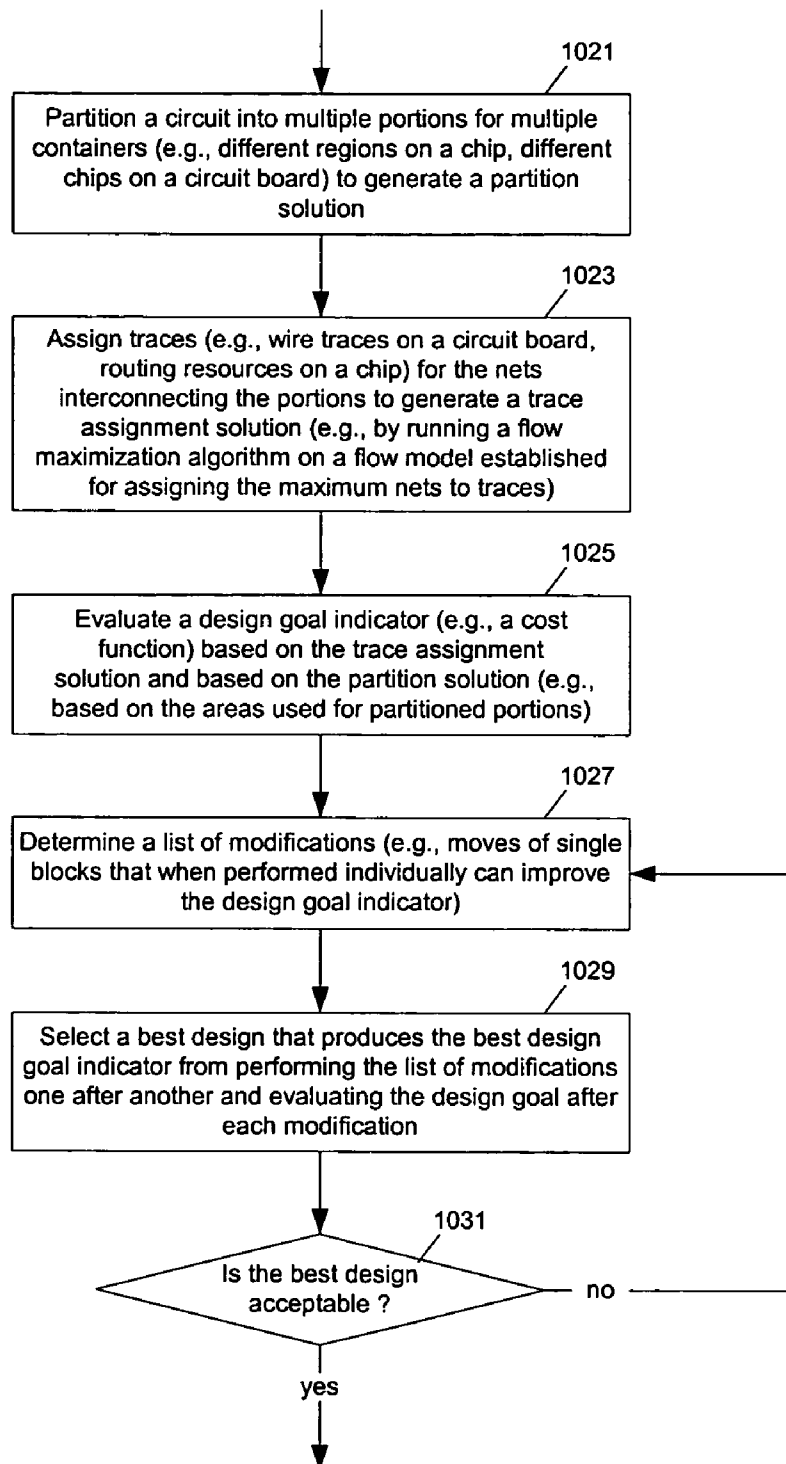 1021
Partition a circuit into multiple portions for multiple
containers (e.g., different regions on a chip, different
chips on a circuit board) to generate a partition
solution
1023
Assign traces (e.g., wire traces on a circuit board,
routing resources on a chip) for the nets
interconnecting the portions to generate a trace
assignment solution (e.g., by running a flow
maximization algorithm on a flow model established
for assigning the maximum nets to traces)
1025
Evaluate a design goal indicator (e.g., a cost
function) based on the trace assignment
solution and based on the partition solution (e.g.,
based on the areas used for partitioned portions)
1027
Determine a list of modifications (e.g., moves of single
blocks that when performed individually can improve
the design goal indicator)
1029
Select a best design that produces the best design
goal indicator from performing the list of modifications
one after another and evaluating the design goal after
each modification
1031
Is the best design
acceptable ?
no
yes